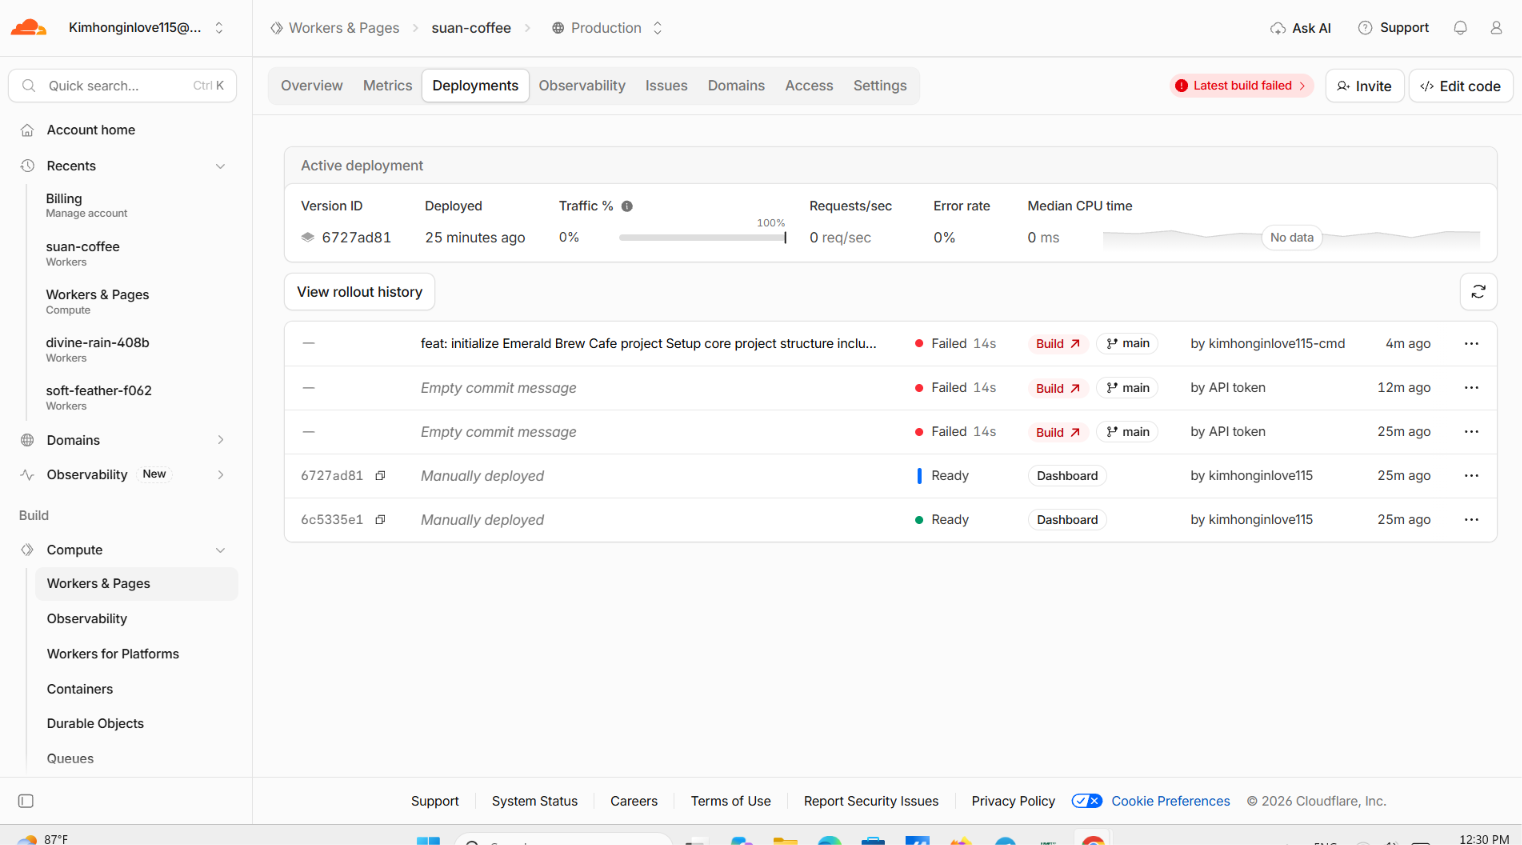 Kimhonginlove115@...
Workers & Pages
suan-coffee
Production
Ask AI
Support
Quick search...
Ctrl K
Overview
Metrics
Deployments
Observability
Issues
Domains
Access
Settings
Latest build failed
Invite
Edit code
Account home
Recents
Billing
Manage account
suan-coffee
Workers
Workers & Pages
Compute
divine-rain-408b
Workers
soft-feather-f062
Workers
Domains
Observability New
Build
Compute
Workers & Pages
Observability
Workers for Platforms
Containers
Durable Objects
Queues
Active deployment
Version ID Deployed Traffic % Requests/sec Error rate Median CPU time
100%
6727ad81 25 minutes ago 0% 0 req/sec 0% 0 ms No data
View rollout history
— feat: initialize Emerald Brew Cafe project Setup core project structure inclu... Failed 14s Build main by kimhonginlove115-cmd 4m ago
— Empty commit message Failed 14s Build main by API token 12m ago
— Empty commit message Failed 14s Build main by API token 25m ago
6727ad81 Manually deployed Ready Dashboard by kimhonginlove115 25m ago
6c5335e1 Manually deployed Ready Dashboard by kimhonginlove115 25m ago
Support System Status Careers Terms of Use Report Security Issues Privacy Policy Cookie Preferences © 2026 Cloudflare, Inc.
87°F
12:30 PM